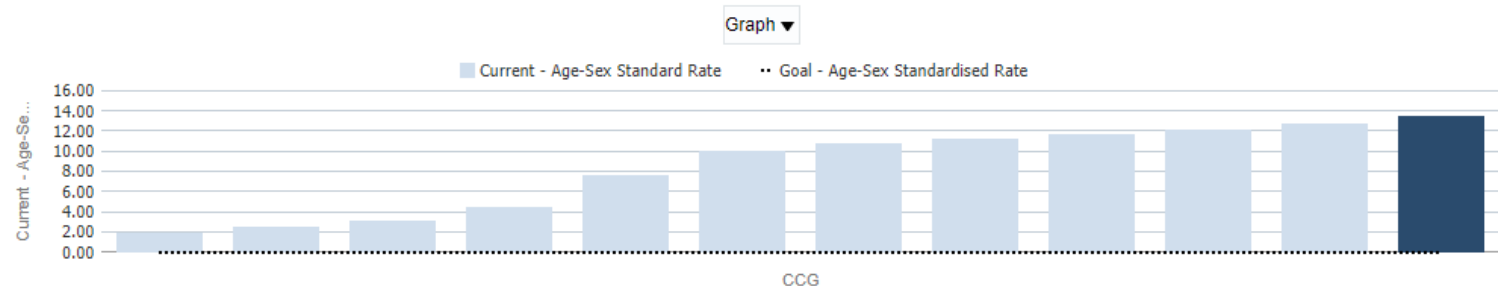 Graph ▼
Current - Age-Sex Standard Rate
Goal - Age-Sex Standardised Rate
Current - Age-Se...
16.00
14.00
12.00
10.00
8.00
6.00
4.00
2.00
0.00
CCG